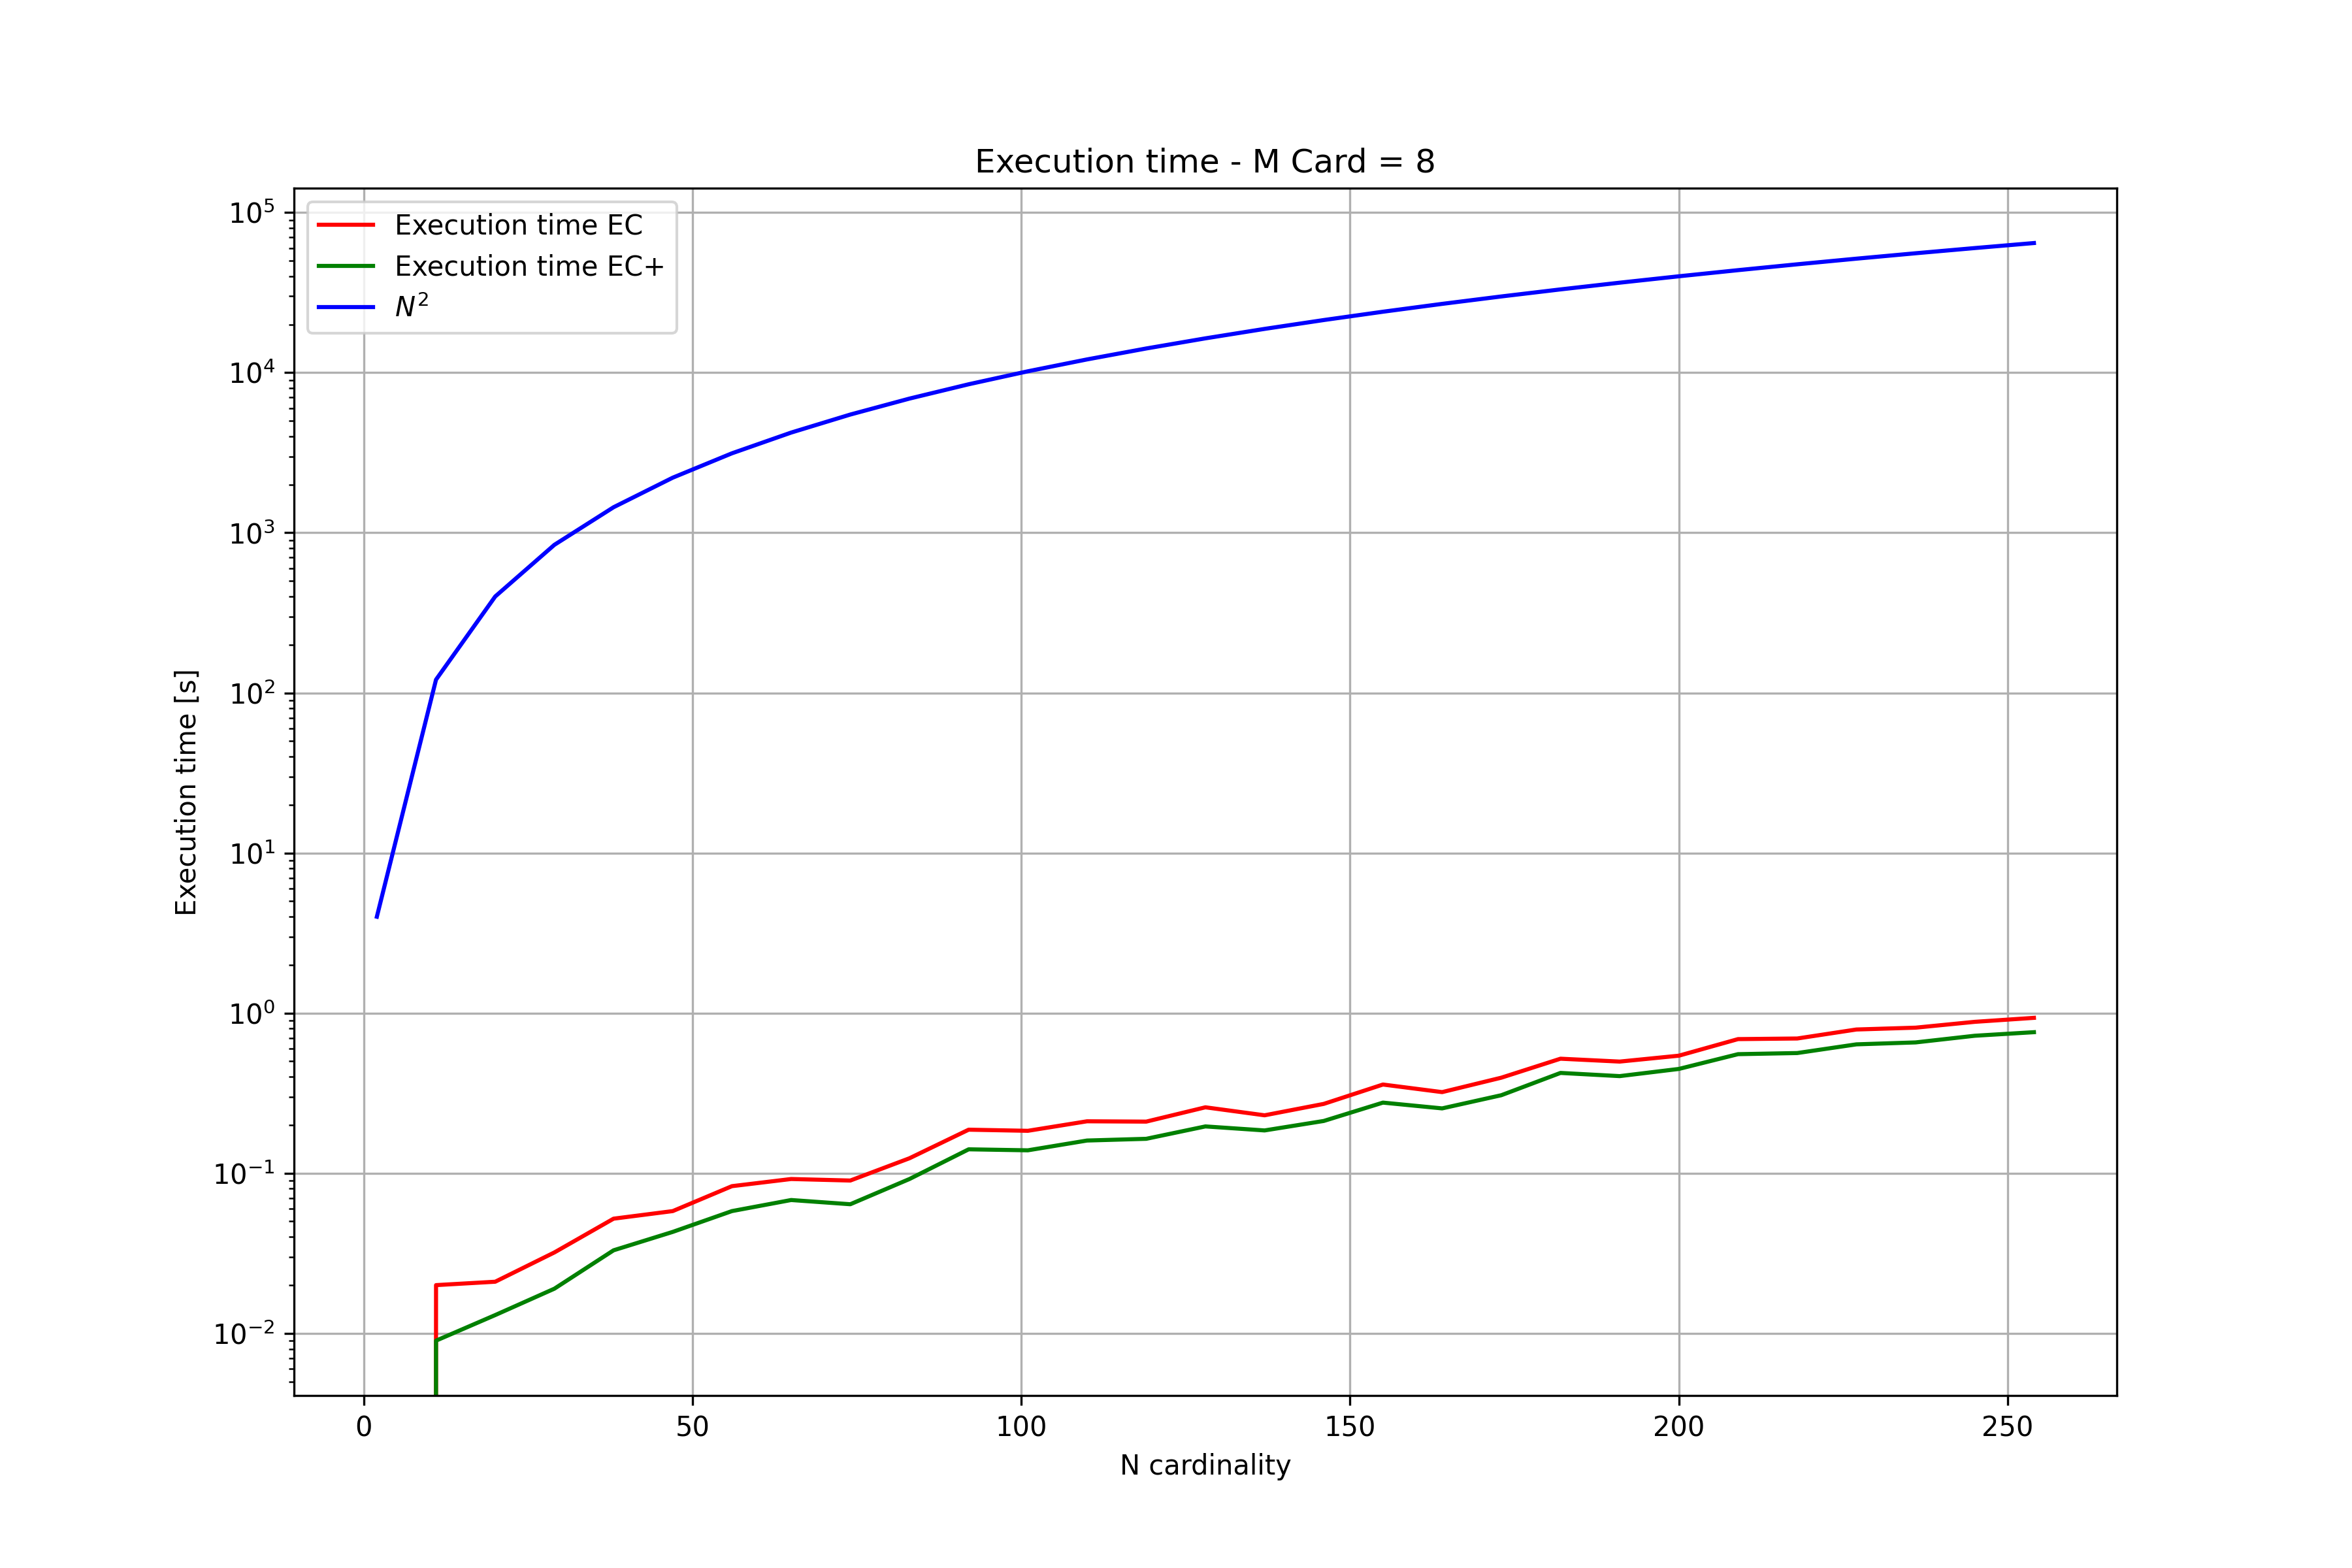 Execution time - M Card = 8
Execution time EC
Execution time EC+
N²
10⁵
10⁴
10³
10²
10¹
10⁰
10⁻¹
10⁻²
Execution time [s]
0 50 100 150 200 250
N cardinality